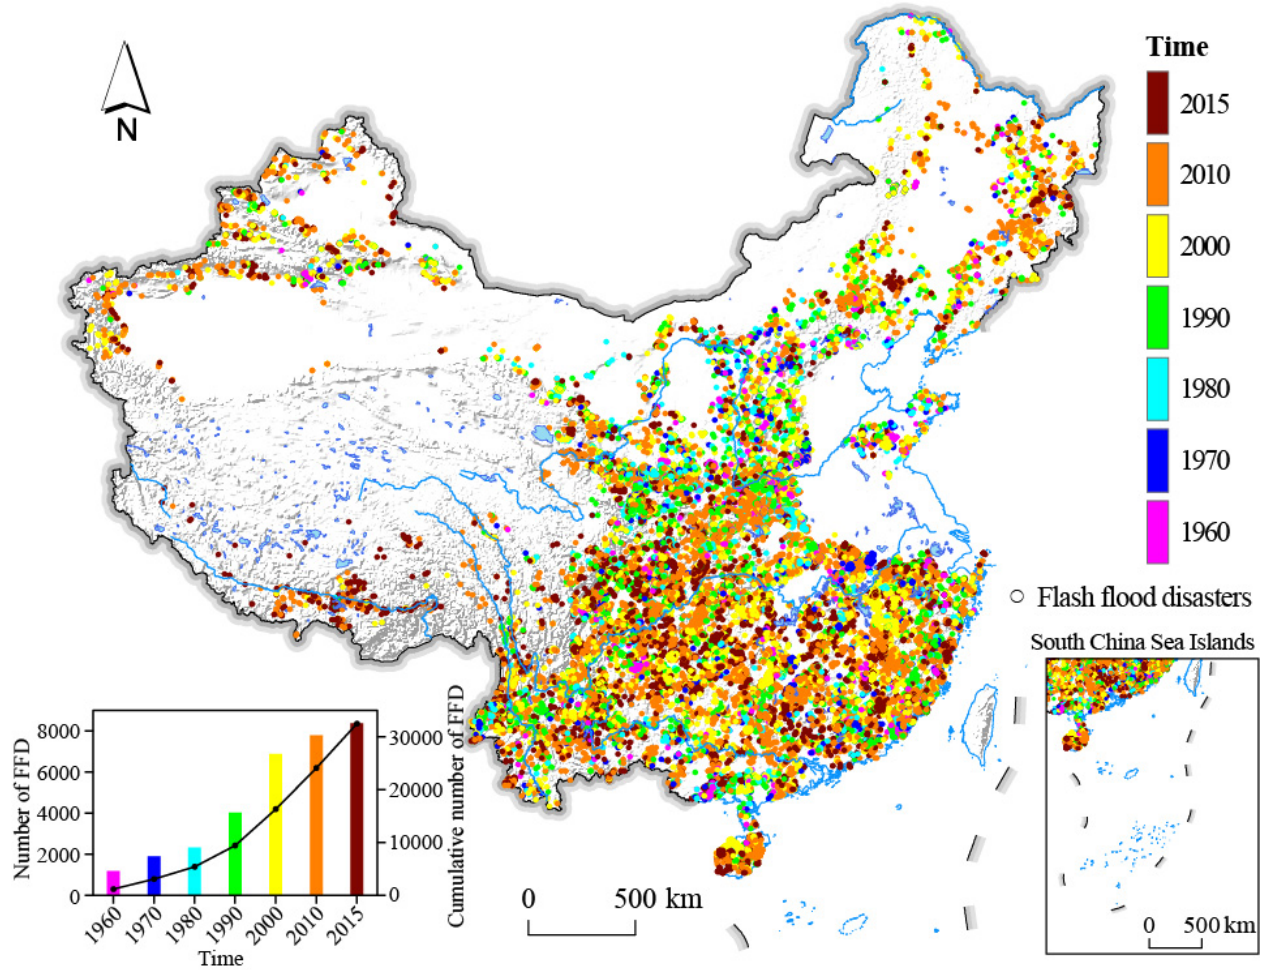 N
Time
2015
2010
2000
1990
1980
1970
1960
Flash flood disasters
South China Sea Islands
0 500 km
0 500 km
Number of FFD
8000
6000
4000
2000
0
Cumulative number of FFD
30000
20000
10000
0
1960 1970 1980 1990 2000 2010 2015
Time